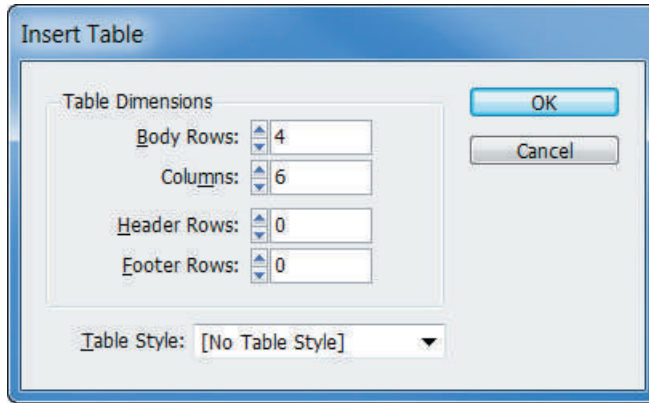 Insert Table
Table Dimensions
Body Rows: 4
Columns: 6
Header Rows: 0
Footer Rows: 0
Table Style: [No Table Style]
OK
Cancel